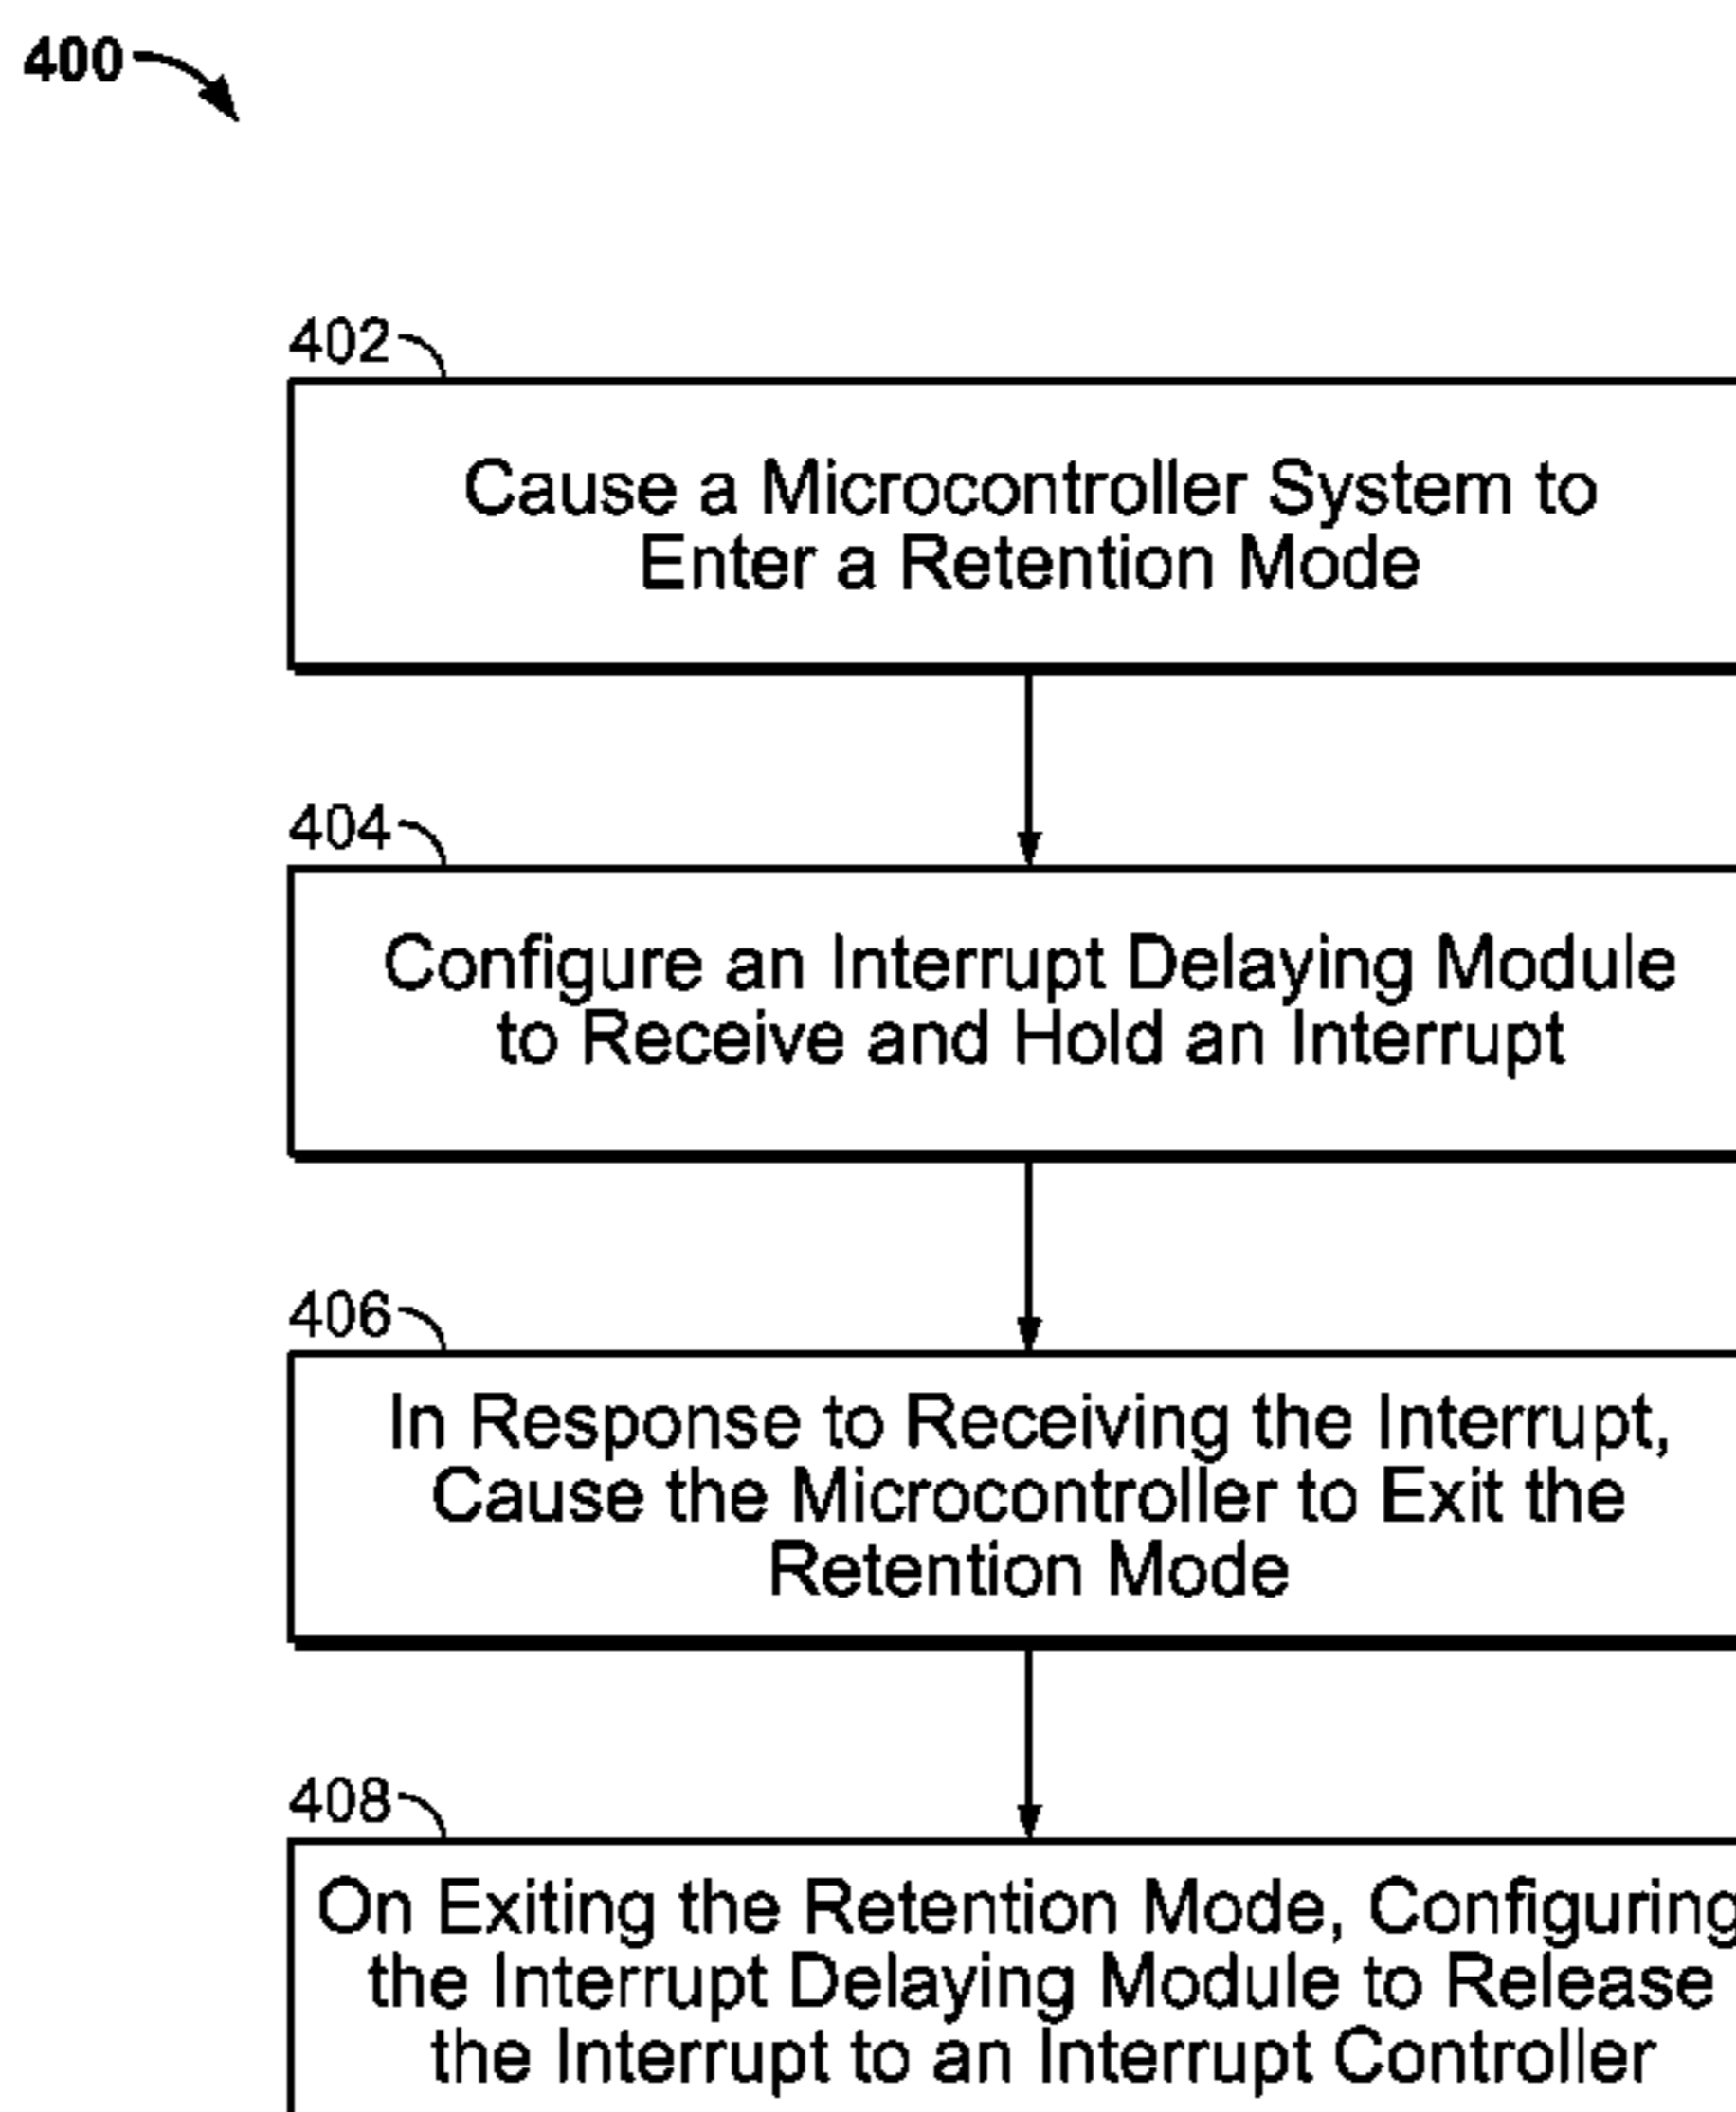 400
402
Cause a Microcontroller System to
Enter a Retention Mode
404
Configure an Interrupt Delaying Module
to Receive and Hold an Interrupt
406
In Response to Receiving the Interrupt,
Cause the Microcontroller to Exit the
Retention Mode
408
On Exiting the Retention Mode, Configuring
the Interrupt Delaying Module to Release
the Interrupt to an Interrupt Controller